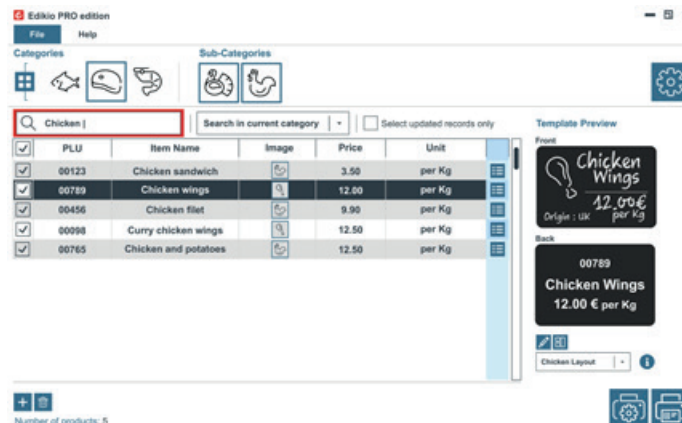 Edikio PRO edition
File Help
Categories Sub-Categories
Chicken | Search in current category Select updated records only
PLU Item Name Image Price Unit
00123 Chicken sandwich 3.50 per Kg
00789 Chicken wings 12.00 per Kg
00456 Chicken filet 9.90 per Kg
00098 Curry chicken wings 12.50 per Kg
00765 Chicken and potatoes 12.50 per Kg
Template Preview
Front
Chicken
Wings
12,00€
Origin : UK per Kg
Back
00789
Chicken Wings
12.00 € per Kg
Chicken Layout
Number of products: 5